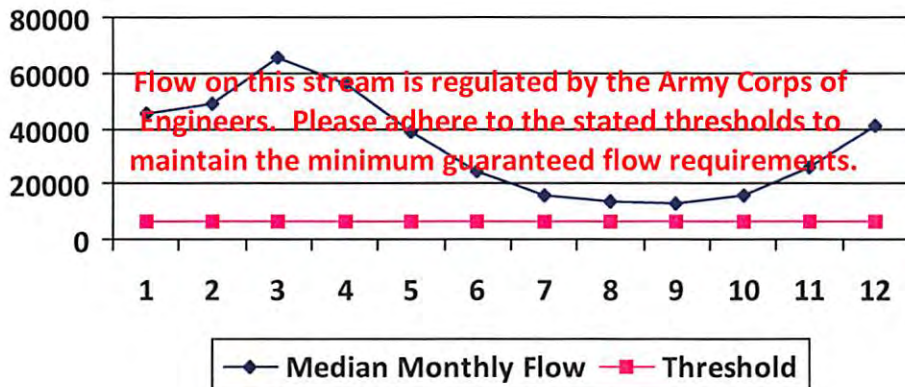 80000
60000
40000
20000
0
Flow on this stream is regulated by the Army Corps of
Engineers. Please adhere to the stated thresholds to
maintain the minimum guaranteed flow requirements.
1 2 3 4 5 6 7 8 9 10 11 12
Median Monthly Flow Threshold